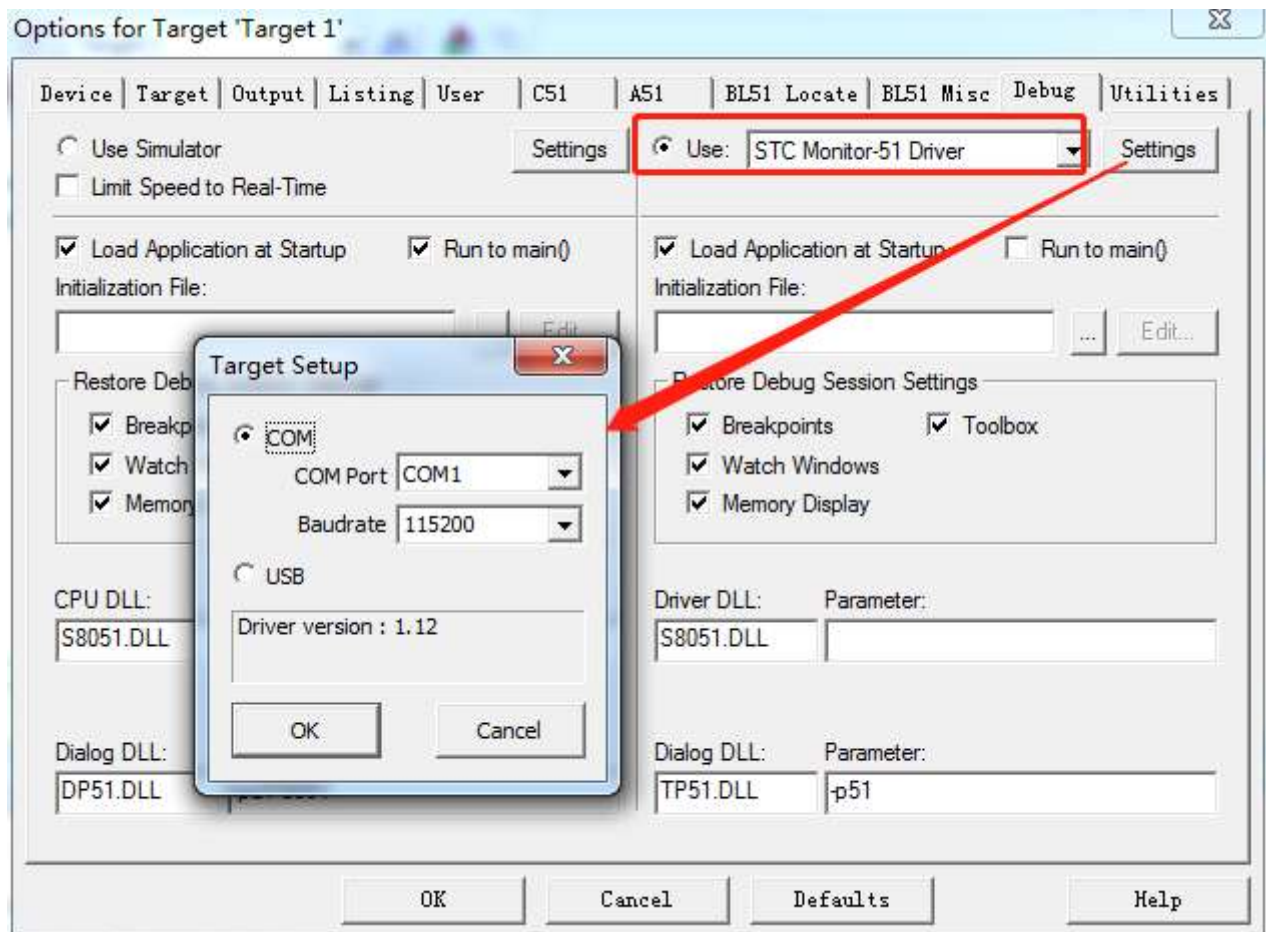 Options for Target 'Target 1'
Device Target Output Listing User C51 A51 BL51 Locate BL51 Misc Debug Utilities
Use Simulator Settings Use: STC Monitor-51 Driver Settings
Limit Speed to Real-Time
Load Application at Startup Run to main() Load Application at Startup Run to main()
Initialization File: Initialization File:
... Edit...
Target Setup
Restore Debug Session Settings
COM Breakpoints Toolbox
COM Port COM1 Watch Windows
Watch
Baudrate 115200 Memory Display
USB
CPU DLL: Driver DLL: Parameter:
S8051.DLL Driver version : 1.12 S8051.DLL
OK Cancel
Dialog DLL: Dialog DLL: Parameter:
DP51.DLL TP51.DLL -p51
OK Cancel Defaults Help